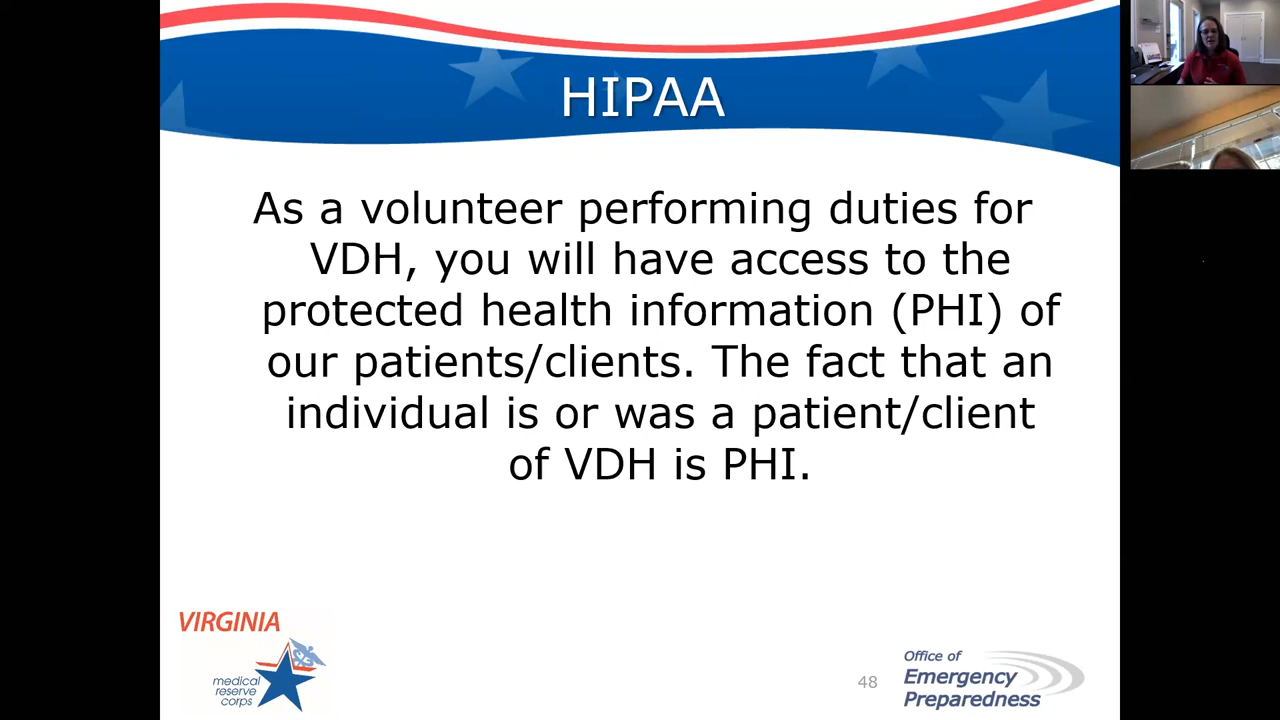 HIPAA
As a volunteer performing duties for
VDH, you will have access to the
protected health information (PHI) of
our patients/clients. The fact that an
individual is or was a patient/client
of VDH is PHI.
VIRGINIA
medical
reserve
corps
48
Office of
Emergency
Preparedness